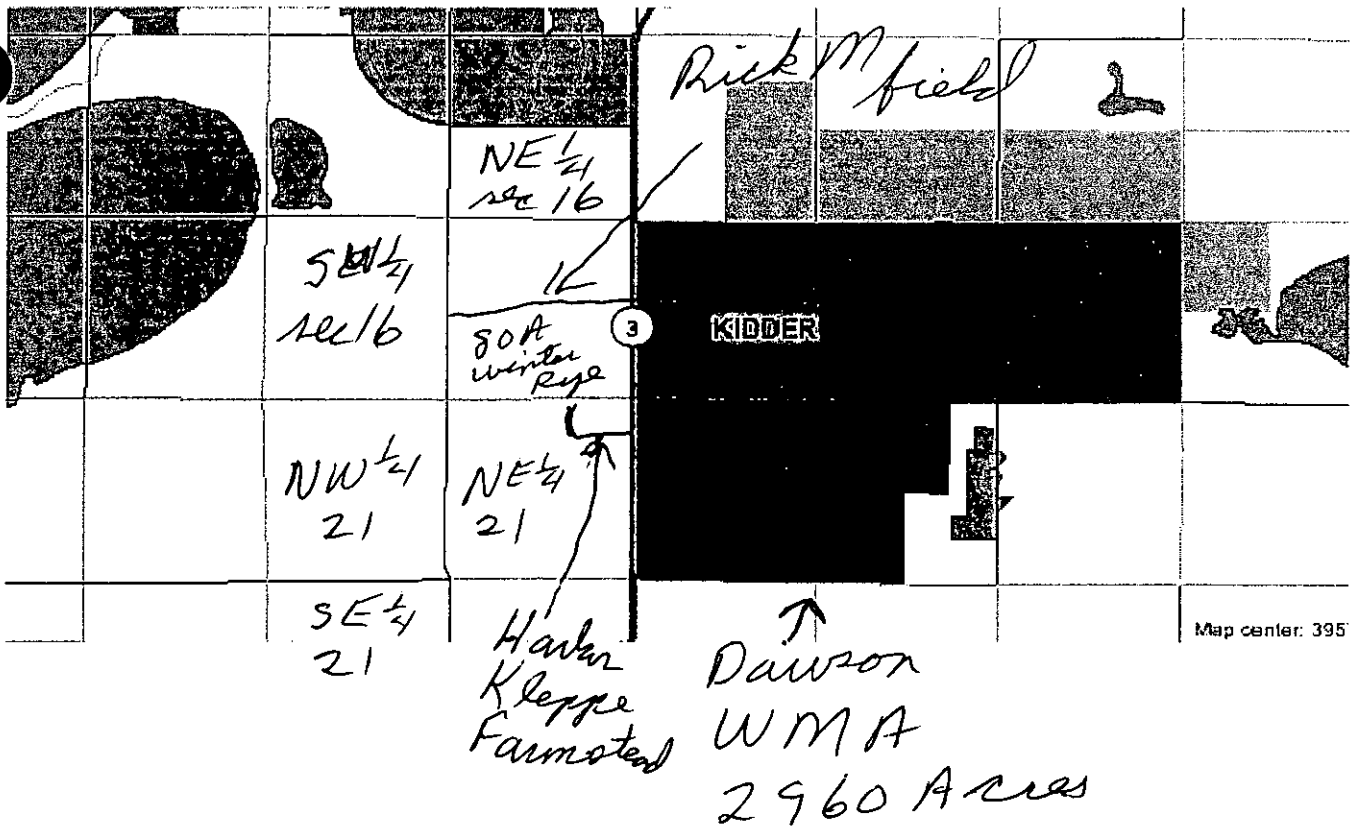 Rick M field
NE 1/4
sec 16
SW 1/4
sec 16
80A
winter
Rye
3
KIDDER
NW 1/4
21
NE 1/4
21
SE 1/4
21
Harlan
Kleppe
Farmstead
Dawson
WMA
2960 Acres
Map center: 395